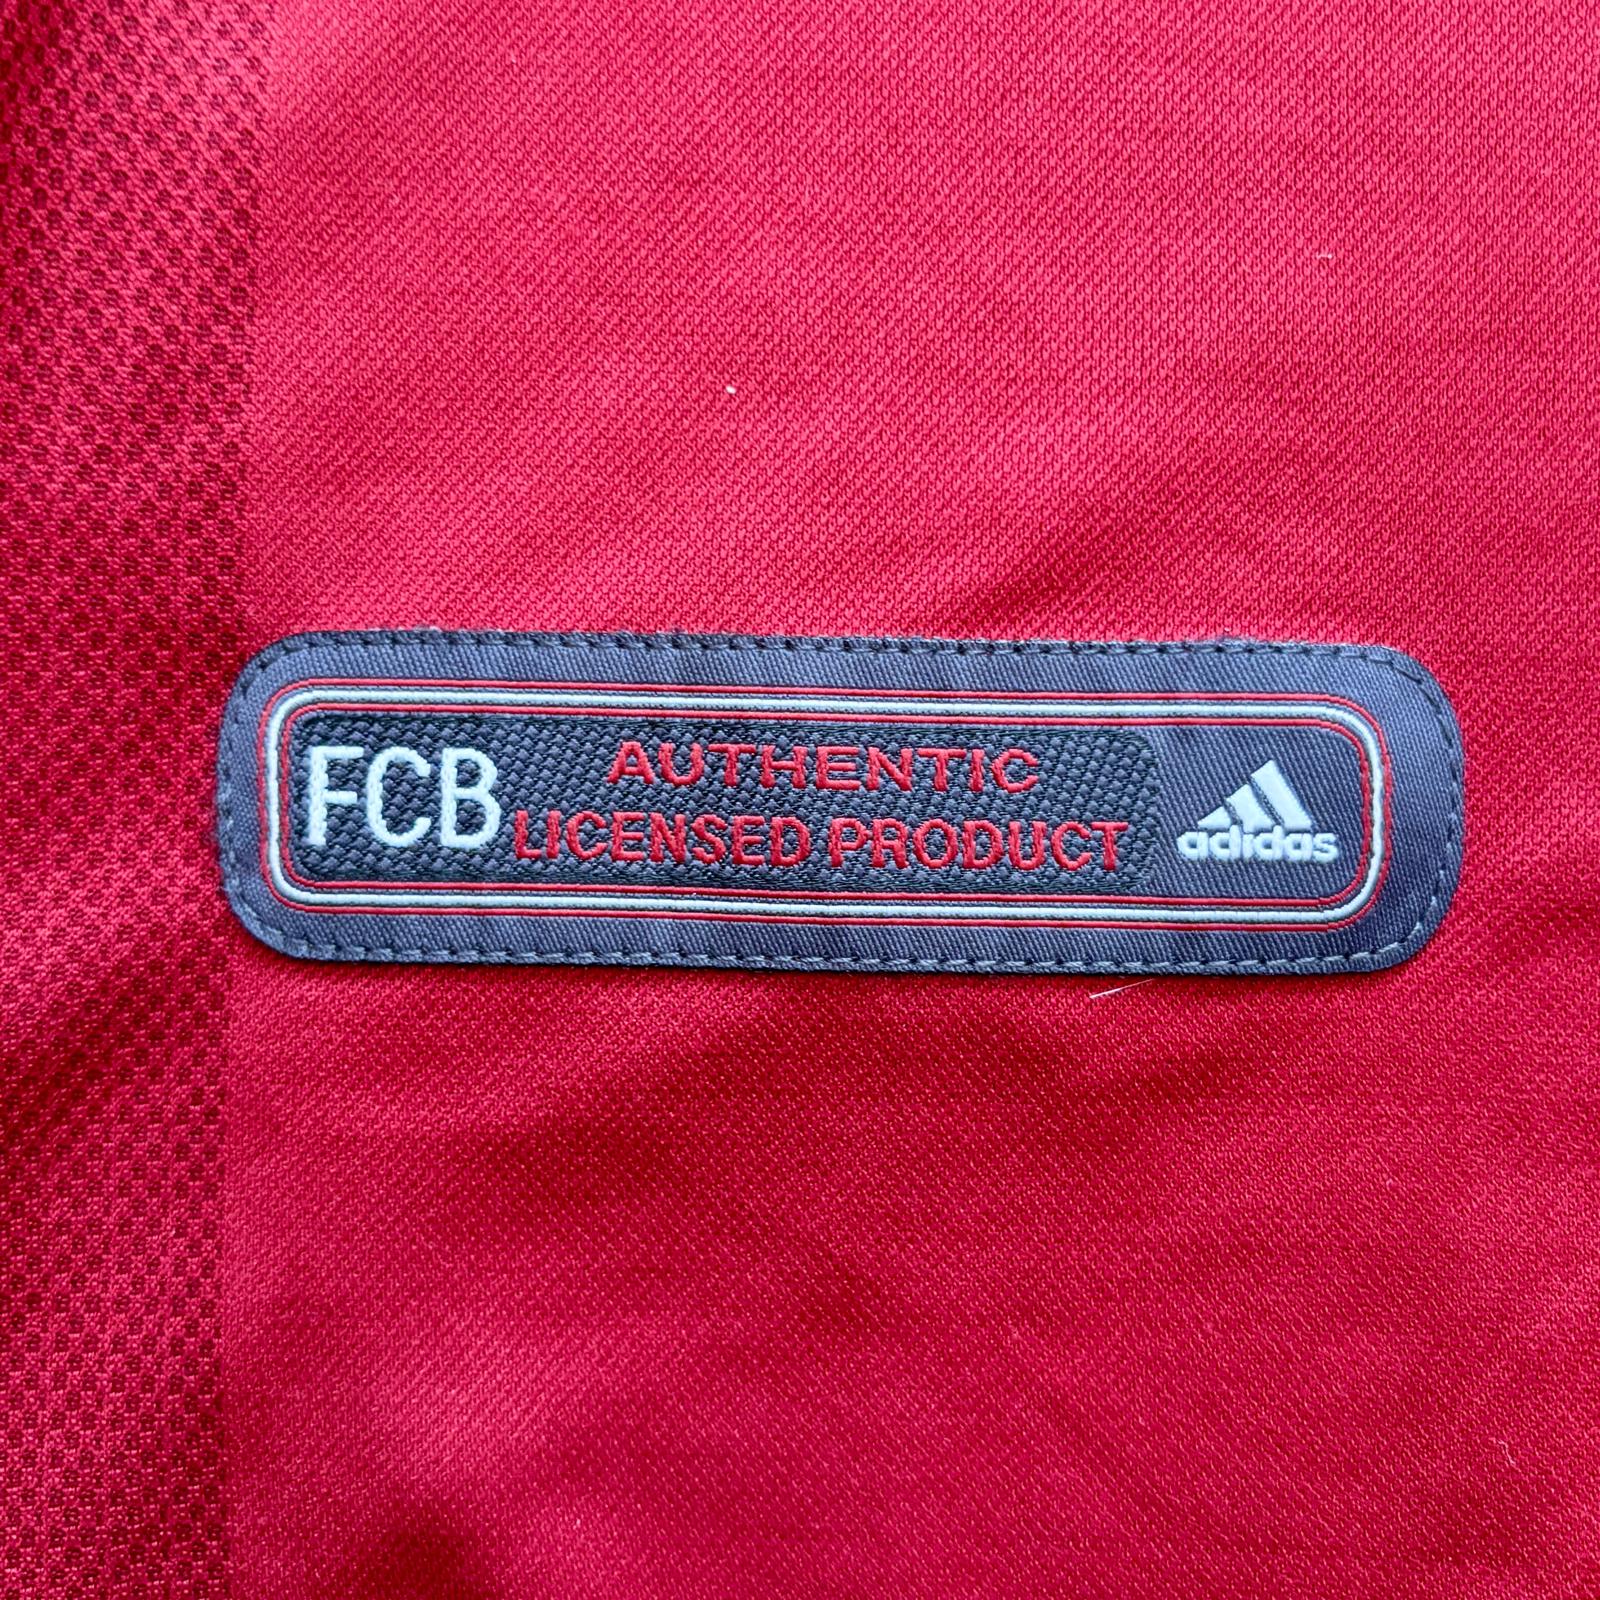 FCB
AUTHENTIC
LICENSED PRODUCT
adidas